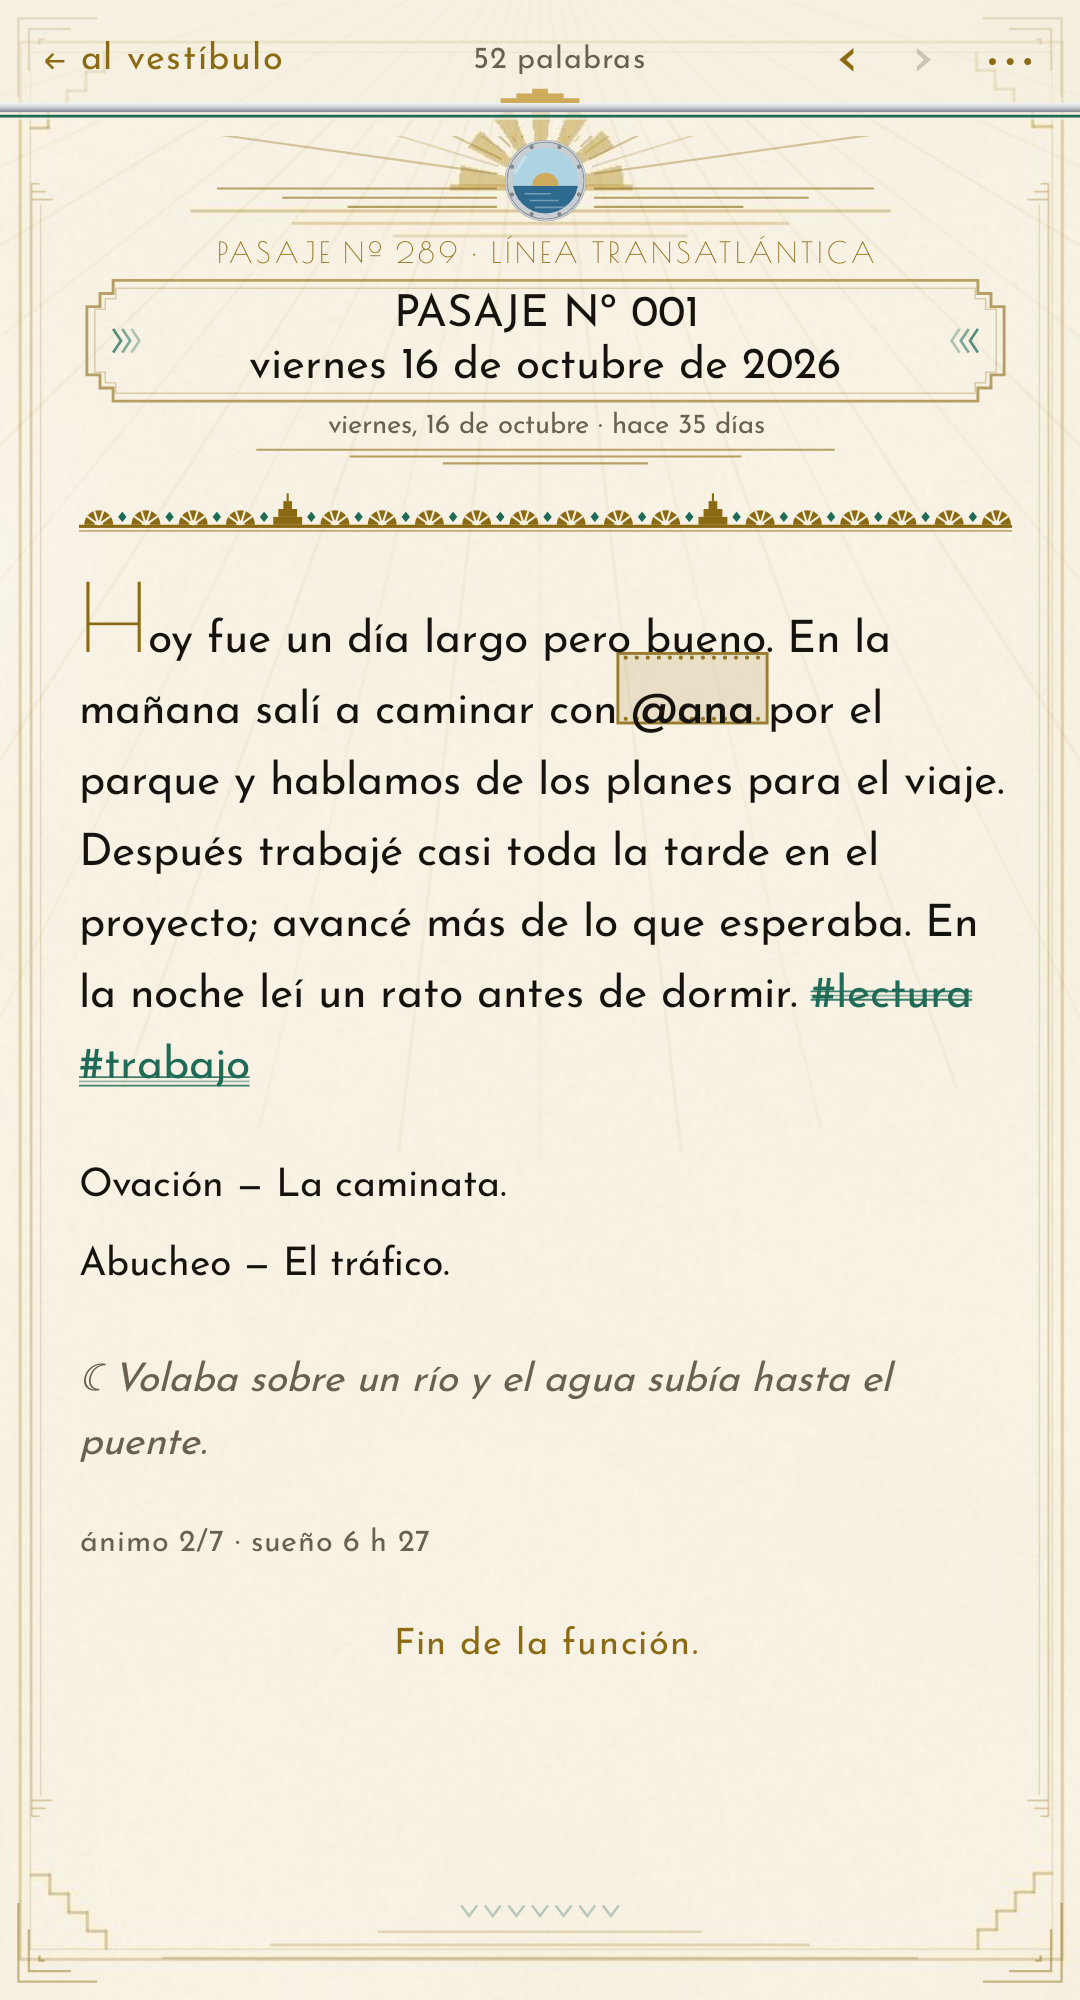 ← al vestíbulo
52 palabras
PASAJE Nº 289 · LÍNEA TRANSATLÁNTICA
PASAJE Nº 001
viernes 16 de octubre de 2026
viernes, 16 de octubre · hace 35 días
Hoy fue un día largo pero bueno. En la
mañana salí a caminar con @ana por el
parque y hablamos de los planes para el viaje.
Después trabajé casi toda la tarde en el
proyecto; avancé más de lo que esperaba. En
la noche leí un rato antes de dormir. #lectura
#trabajo
Ovación — La caminata.
Abucheo — El tráfico.
☾ Volaba sobre un río y el agua subía hasta el
puente.
ánimo 2/7 · sueño 6 h 27
Fin de la función.